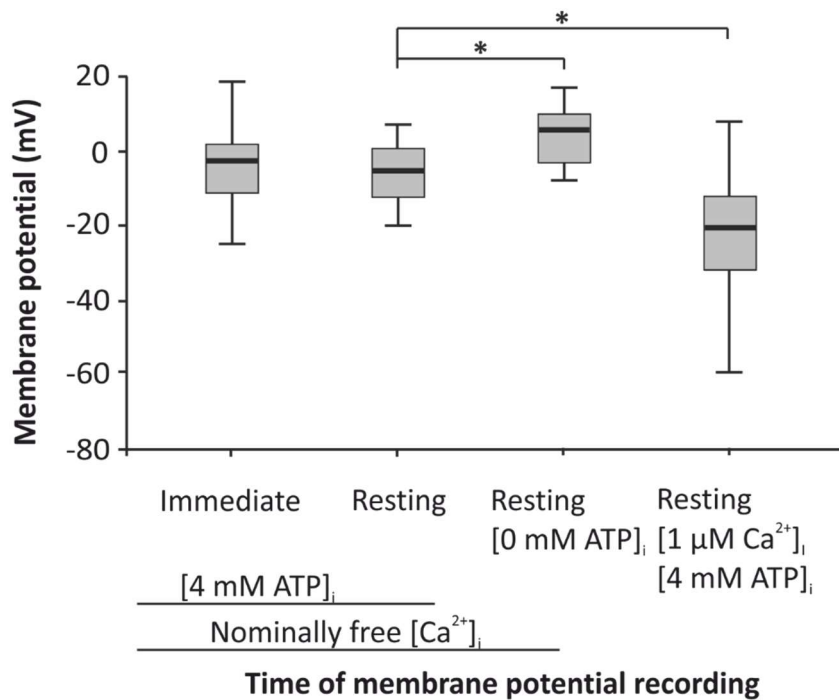 *
*
20
0
-20
-40
-60
-80
Membrane potential (mV)
Immediate Resting Resting Resting
[0 mM ATP]i [1 µM Ca²⁺]I
[4 mM ATP]i
[4 mM ATP]i
Nominally free [Ca²⁺]i
Time of membrane potential recording